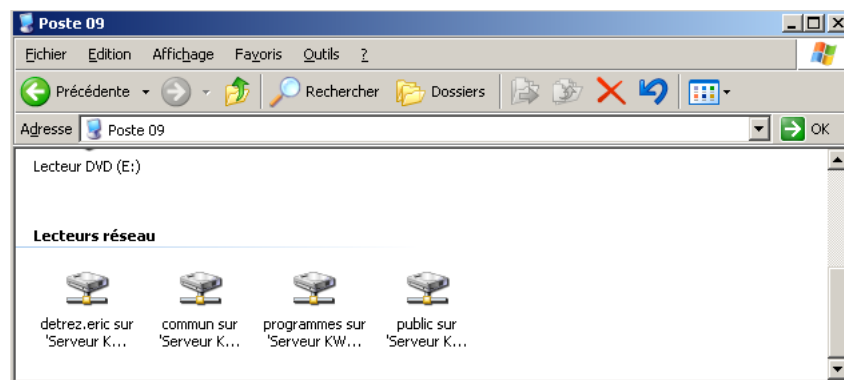 Poste 09
Fichier Edition Affichage Favoris Outils ?
Précédente Rechercher Dossiers
Adresse Poste 09 OK
Lecteur DVD (E:)
Lecteurs réseau
detrez.eric sur commun sur programmes sur public sur
'Serveur K... 'Serveur K... 'Serveur KW... 'Serveur K...